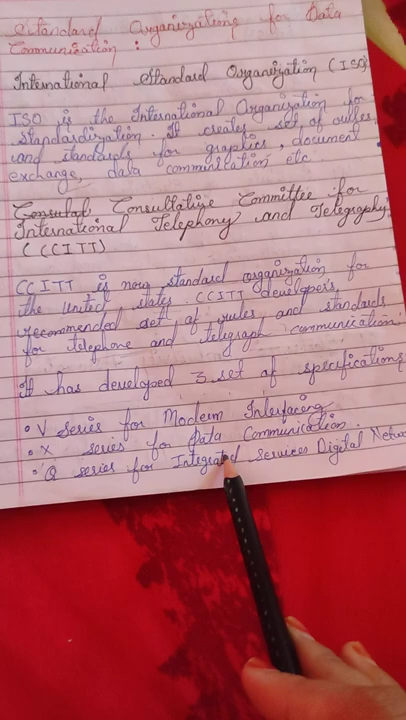 Standard Organizations for Data
Communication :
International Standard Organization (ISO)
ISO is the International Organization for
Standardization. It creates set of rules
and standards for graphics, document
exchange, data communication etc
Consultative Committee for
International Telephony and Telegraphy
(CCITT)
CCITT is now standard organization for
the united states CCITT developers,
recommended set of rules and standards
for telephone and telegraph communication.
It has developed 3 set of specifications
• V Series for Modem Interfacing
• X series for Data Communication.
• Q series for Integrated Services Digital Networ